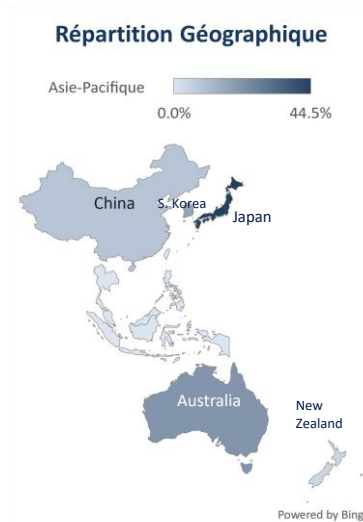 Répartition Géographique
Asie-Pacifique
0.0% 44.5%
China
S. Korea
Japan
Australia
New
Zealand
Powered by Bing